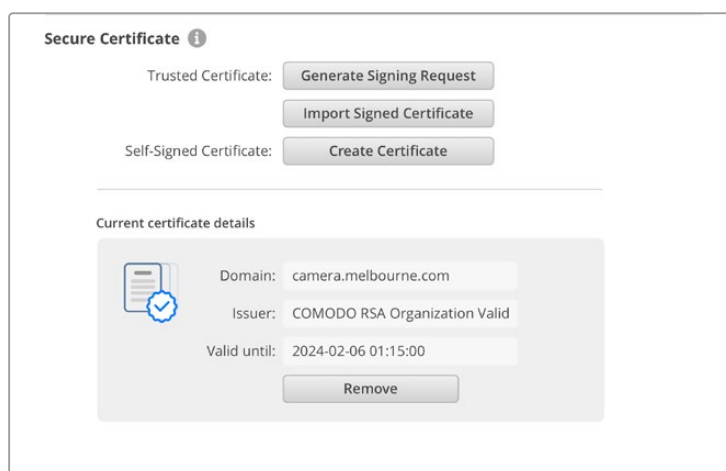 Secure Certificate
Trusted Certificate: Generate Signing Request
Import Signed Certificate
Self-Signed Certificate: Create Certificate
Current certificate details
Domain: camera.melbourne.com
Issuer: COMODO RSA Organization Valid
Valid until: 2024-02-06 01:15:00
Remove